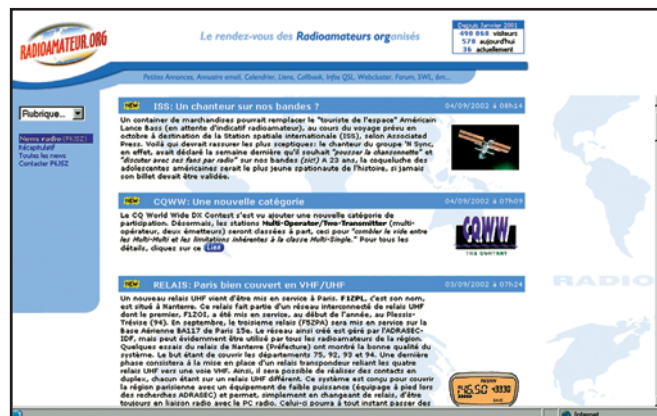 RADIOAMATEUR.ORG
Le rendez-vous des Radioamateurs organisés
Depuis Janvier 2001
490 060 visiteurs
570 aujourd'hui
36 actuellement
Petites Annonces, Annuaire email, Calendrier, Liens, Callbook, Infos QSL, Webcluster, Forum, SWL, 6m...
Rubrique...
News radio (F4JSZ)
Récapitulatif
Toutes les news
Contacter F4JSZ
NEW ISS: Un chanteur sur nos bandes ? 04/09/2002 à 08h14
Un container de marchandises pourrait remplacer le "touriste de l'espace" Américain
Lance Bass (en attente d'indicatif radioamateur), au cours du voyage prévu en
octobre à destination de la Station spatiale internationale (ISS), selon Associated
Press. Voilà qui devrait rassurer les plus sceptiques: le chanteur du groupe 'N Sync,
en effet, avait déclaré la semaine dernière qu'il souhait "pousser la chansonnette" et
"discuter avec ses fans par radio" sur nos bandes (sic!) A 23 ans, la coqueluche des
adolescentes américaines serait le plus jeune spationaute de l'histoire, si jamais
son billet devait être validée.
NEW CQWW: Une nouvelle catégorie 04/09/2002 à 07h09
Le CQ World Wide DX Contest s'est vu ajouter une nouvelle catégorie de
participation. Désormais, les stations Multi-Operator/Two-Transmitter (multi-
opérateur, deux émetteurs) seront classées à part, ceci pour "combler le vide entre
les Multi-Multi et les limitations inhérentes à la classe Multi-Single." Pour tous les
détails, cliquez sur ce Lien
CQWW
THE CONTEST
NEW RELAIS: Paris bien couvert en VHF/UHF 03/09/2002 à 07h24
Un nouveau relais UHF vient d'être mis en service à Paris. F1ZPL, c'est son nom,
est situé à Nanterre. Ce relais fait partie d'un réseau interconnecté de relais UHF
dont le premier, F1ZOI, a été mis en service, au début de l'année, au Plessis-
Trévise (94). En septembre, le troisième relais (F5ZPA) sera mis en service sur la
Base Aérienne BA117 de Paris 15e. Le réseau ainsi créé est géré par l'ADRASEC-
IDF, mais peut évidemment être utilisé par tous les radioamateurs de la région.
Quelques essais du relais de Nanterre (Préfecture) ont montré la bonne qualité du
système. Le but étant de couvrir les départements 75, 92, 93 et 94. Une dernière
phase consistera à la mise en place d'un relais transpondeur reliant les quatre
relais UHF vers une voie VHF. Ainsi, il sera possible de réaliser des contacts en
duplex, chacun étant sur un relais UHF différent. Ce système est conçu pour couvrir
la région parisienne avec un équipement de faible puissance (équipage à pied lors
des recherches ADRASEC) et permet, simplement en changeant de relais, d'être
toujours en liaison radio avec le PC radio. Celui-ci pourra à tout instant passer des
RADIO
Internet